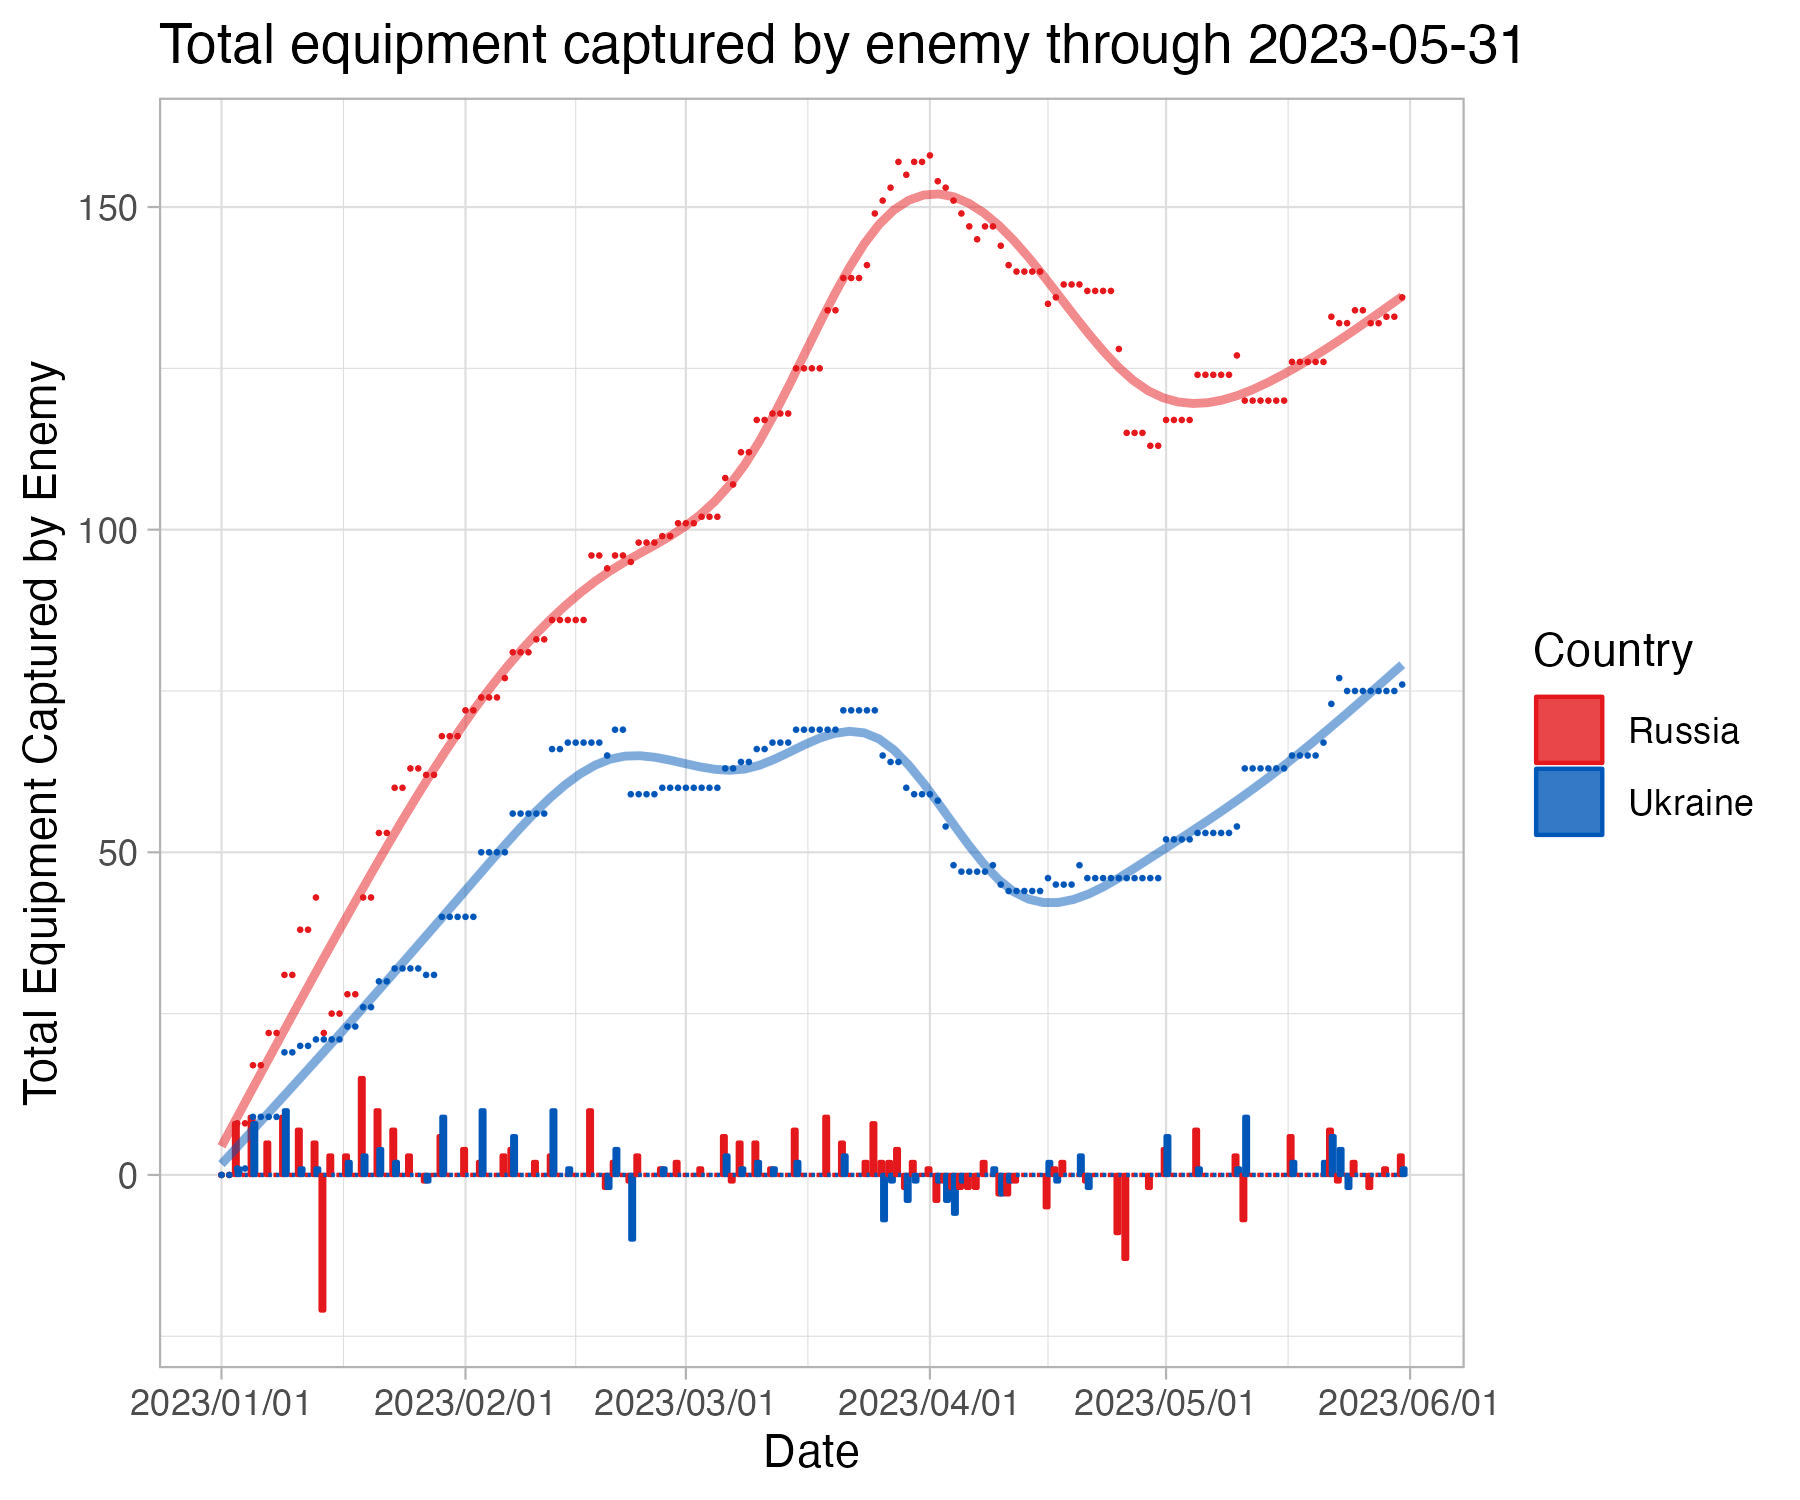 Total equipment captured by enemy through 2023-05-31
Total Equipment Captured by Enemy
150
100
50
0
2023/01/01 2023/02/01 2023/03/01 2023/04/01 2023/05/01 2023/06/01
Date
Country
Russia
Ukraine